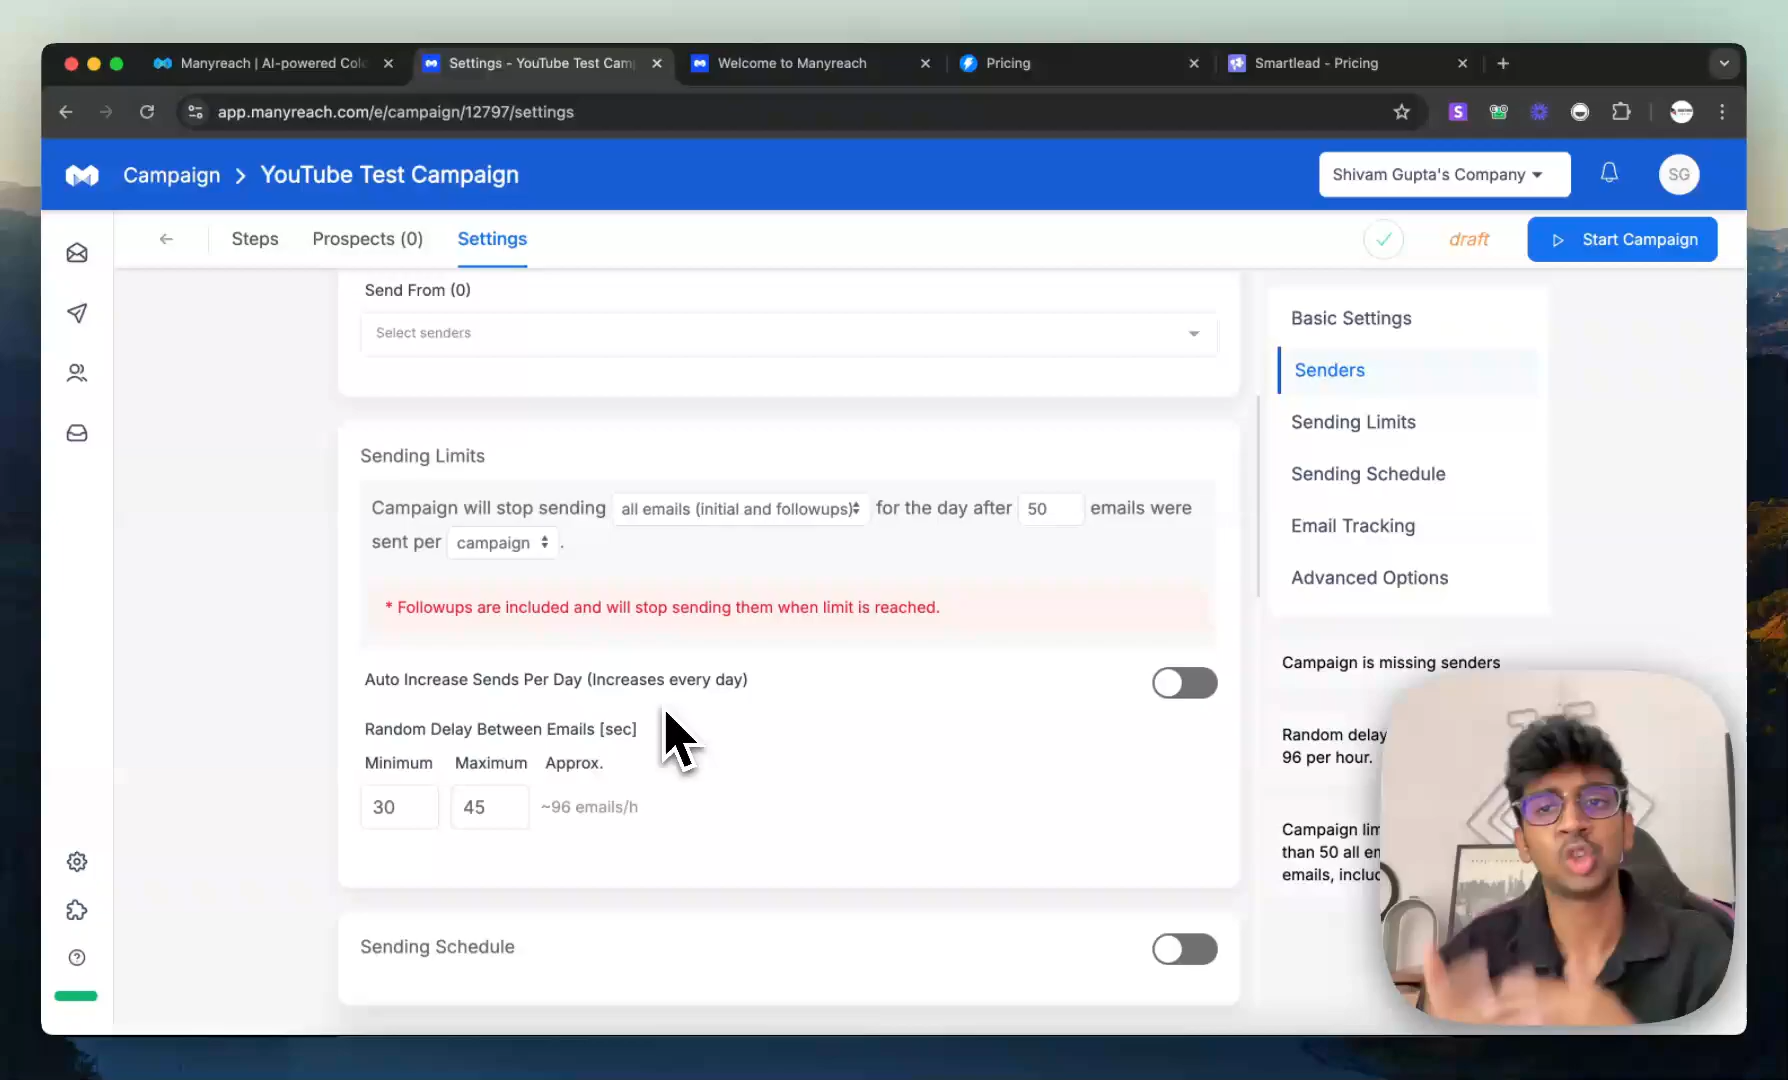 Manyreach | AI-powered Col
Settings - YouTube Test Cam
Welcome to Manyreach
Pricing
Smartlead - Pricing
app.manyreach.com/e/campaign/12797/settings
Campaign > YouTube Test Campaign
Shivam Gupta's Company
SG
Steps
Prospects (0)
Settings
draft
Start Campaign
Send From (0)
Select senders
Sending Limits
Campaign will stop sending all emails (initial and followups) for the day after 50 emails were
sent per campaign .
* Followups are included and will stop sending them when limit is reached.
Auto Increase Sends Per Day (Increases every day)
Random Delay Between Emails [sec]
Minimum Maximum Approx.
30 45 ~96 emails/h
Sending Schedule
Basic Settings
Senders
Sending Limits
Sending Schedule
Email Tracking
Advanced Options
Campaign is missing senders
Random delay
96 per hour.
Campaign lim
than 50 all em
emails, includ